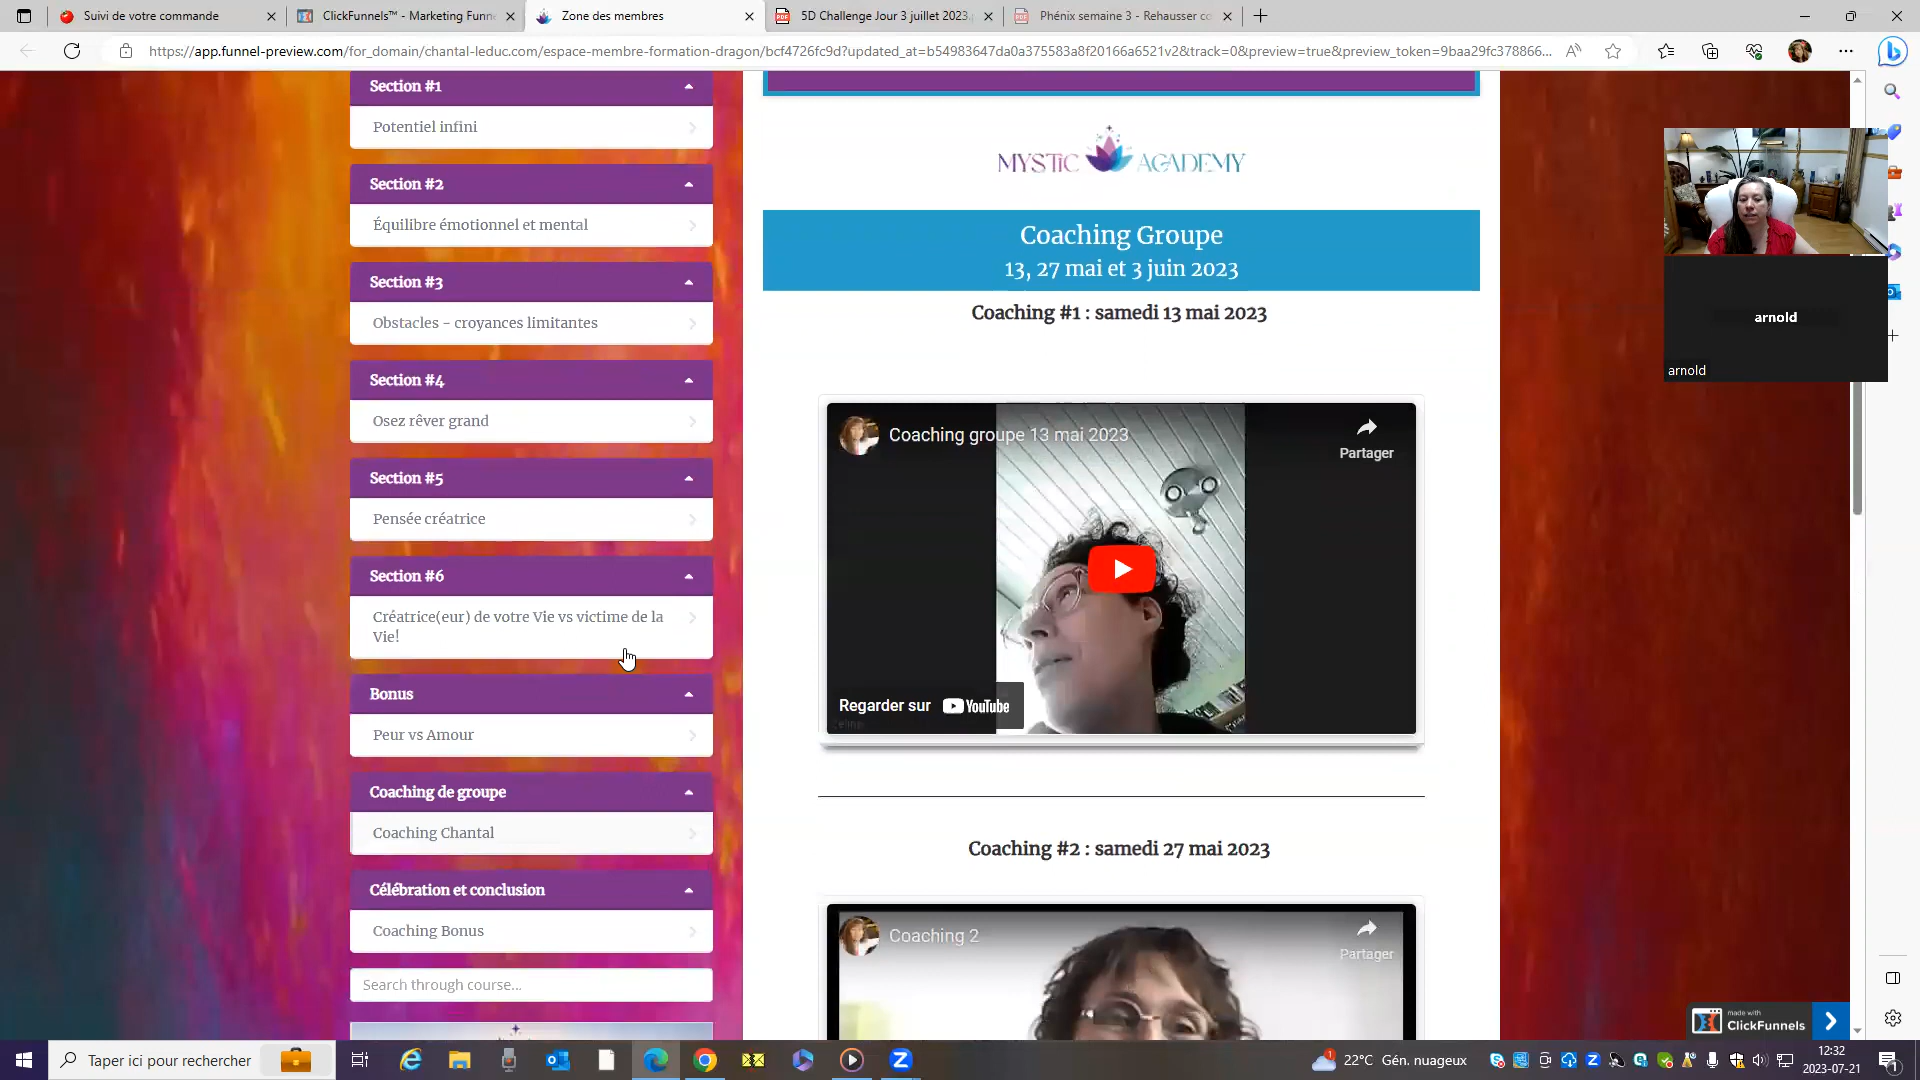 Suivi de votre commande
ClickFunnels™ - Marketing Funne
Zone des membres
5D Challenge Jour 3 juillet 2023.
Phénix semaine 3 - Rehausser co
https://app.funnel-preview.com/for_domain/chantal-leduc.com/espace-membre-formation-dragon/bcf4726fc9d?updated_at=b54983647da0a375583a8f20166a6521v2&track=0&preview=true&preview_token=9baa29fc378866...
Section #1
Potentiel infini
Section #2
Équilibre émotionnel et mental
Section #3
Obstacles - croyances limitantes
Section #4
Osez rêver grand
Section #5
Pensée créatrice
Section #6
Créatrice(eur) de votre Vie vs victime de la
Vie!
Bonus
Peur vs Amour
Coaching de groupe
Coaching Chantal
Célébration et conclusion
Coaching Bonus
Search through course...
MYSTIC ACADEMY
Coaching Groupe
13, 27 mai et 3 juin 2023
Coaching #1 : samedi 13 mai 2023
Coaching groupe 13 mai 2023
Partager
Regarder sur YouTube
Coaching #2 : samedi 27 mai 2023
Coaching 2
Partager
arnold
arnold
made with
ClickFunnels
Taper ici pour rechercher
22°C Gén. nuageux
12:32
2023-07-21